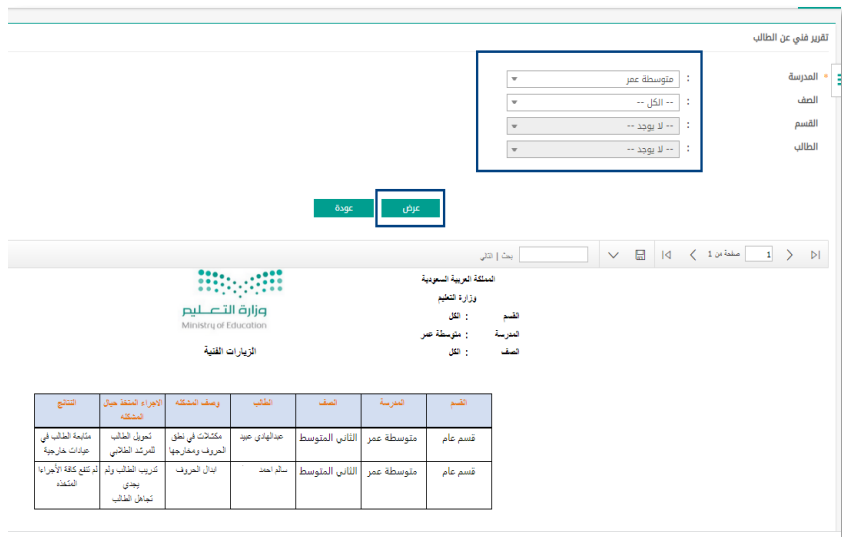 تقرير فني عن الطالب
* المدرسة : متوسطة عمر
الصف : -- الكل --
القسم : -- لا يوجد --
الطالب : -- لا يوجد --
عرض عودة
1 صفحة من 1 بحث | التالي
المملكة العربية السعودية
وزارة التعليم
القسم : الكل
المدرسة : متوسطة عمر
الصف : الكل
وزارة التعليم
Ministry of Education
الزيارات الفنية
القسم المدرسة الصف الطالب وصف المشكله الاجراء المتخذ حيال المشكله النتائج
قسم عام متوسطة عمر الثاني المتوسط عبدالهادي عبيد مكشلات في نطق الحروف ومخارجها تحويل الطالب للمرشد الطلابي متابعة الطالب في عيادات خارجية
قسم عام متوسطة عمر الثاني المتوسط سالم احمد ابدال الحروف تدريب الطالب ولم يجدي تجاهل الطالب لم تنفع كافة الأجراءا المتخذه